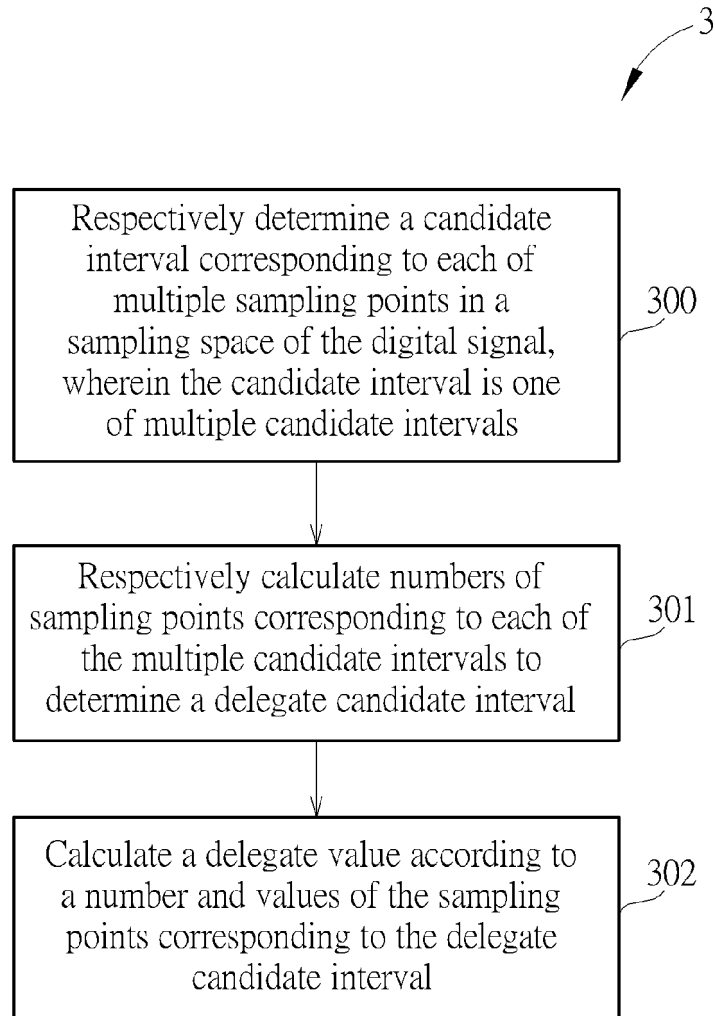 3
Respectively determine a candidate
interval corresponding to each of
multiple sampling points in a
sampling space of the digital signal,
wherein the candidate interval is one
of multiple candidate intervals
300
Respectively calculate numbers of
sampling points corresponding to each of
the multiple candidate intervals to
determine a delegate candidate interval
301
Calculate a delegate value according to
a number and values of the sampling
points corresponding to the delegate
candidate interval
302